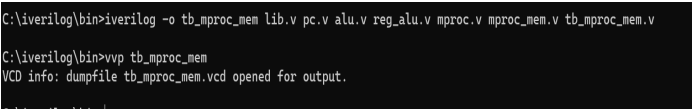 C:\iverilog\bin>iverilog -o tb_mproc_mem lib.v pc.v alu.v reg_alu.v mproc.v mproc_mem.v tb_mproc_mem.v
C:\iverilog\bin>vvp tb_mproc_mem
VCD info: dumpfile tb_mproc_mem.vcd opened for output.